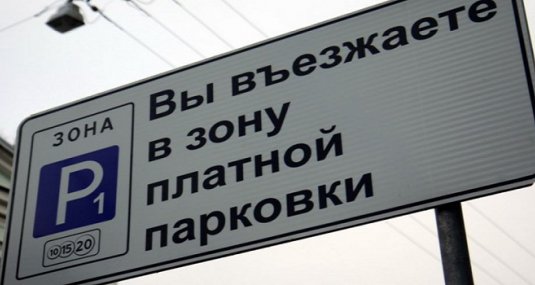 ЗОНА
P1
10 15 20
Вы въезжаете
в зону
платной
парковки